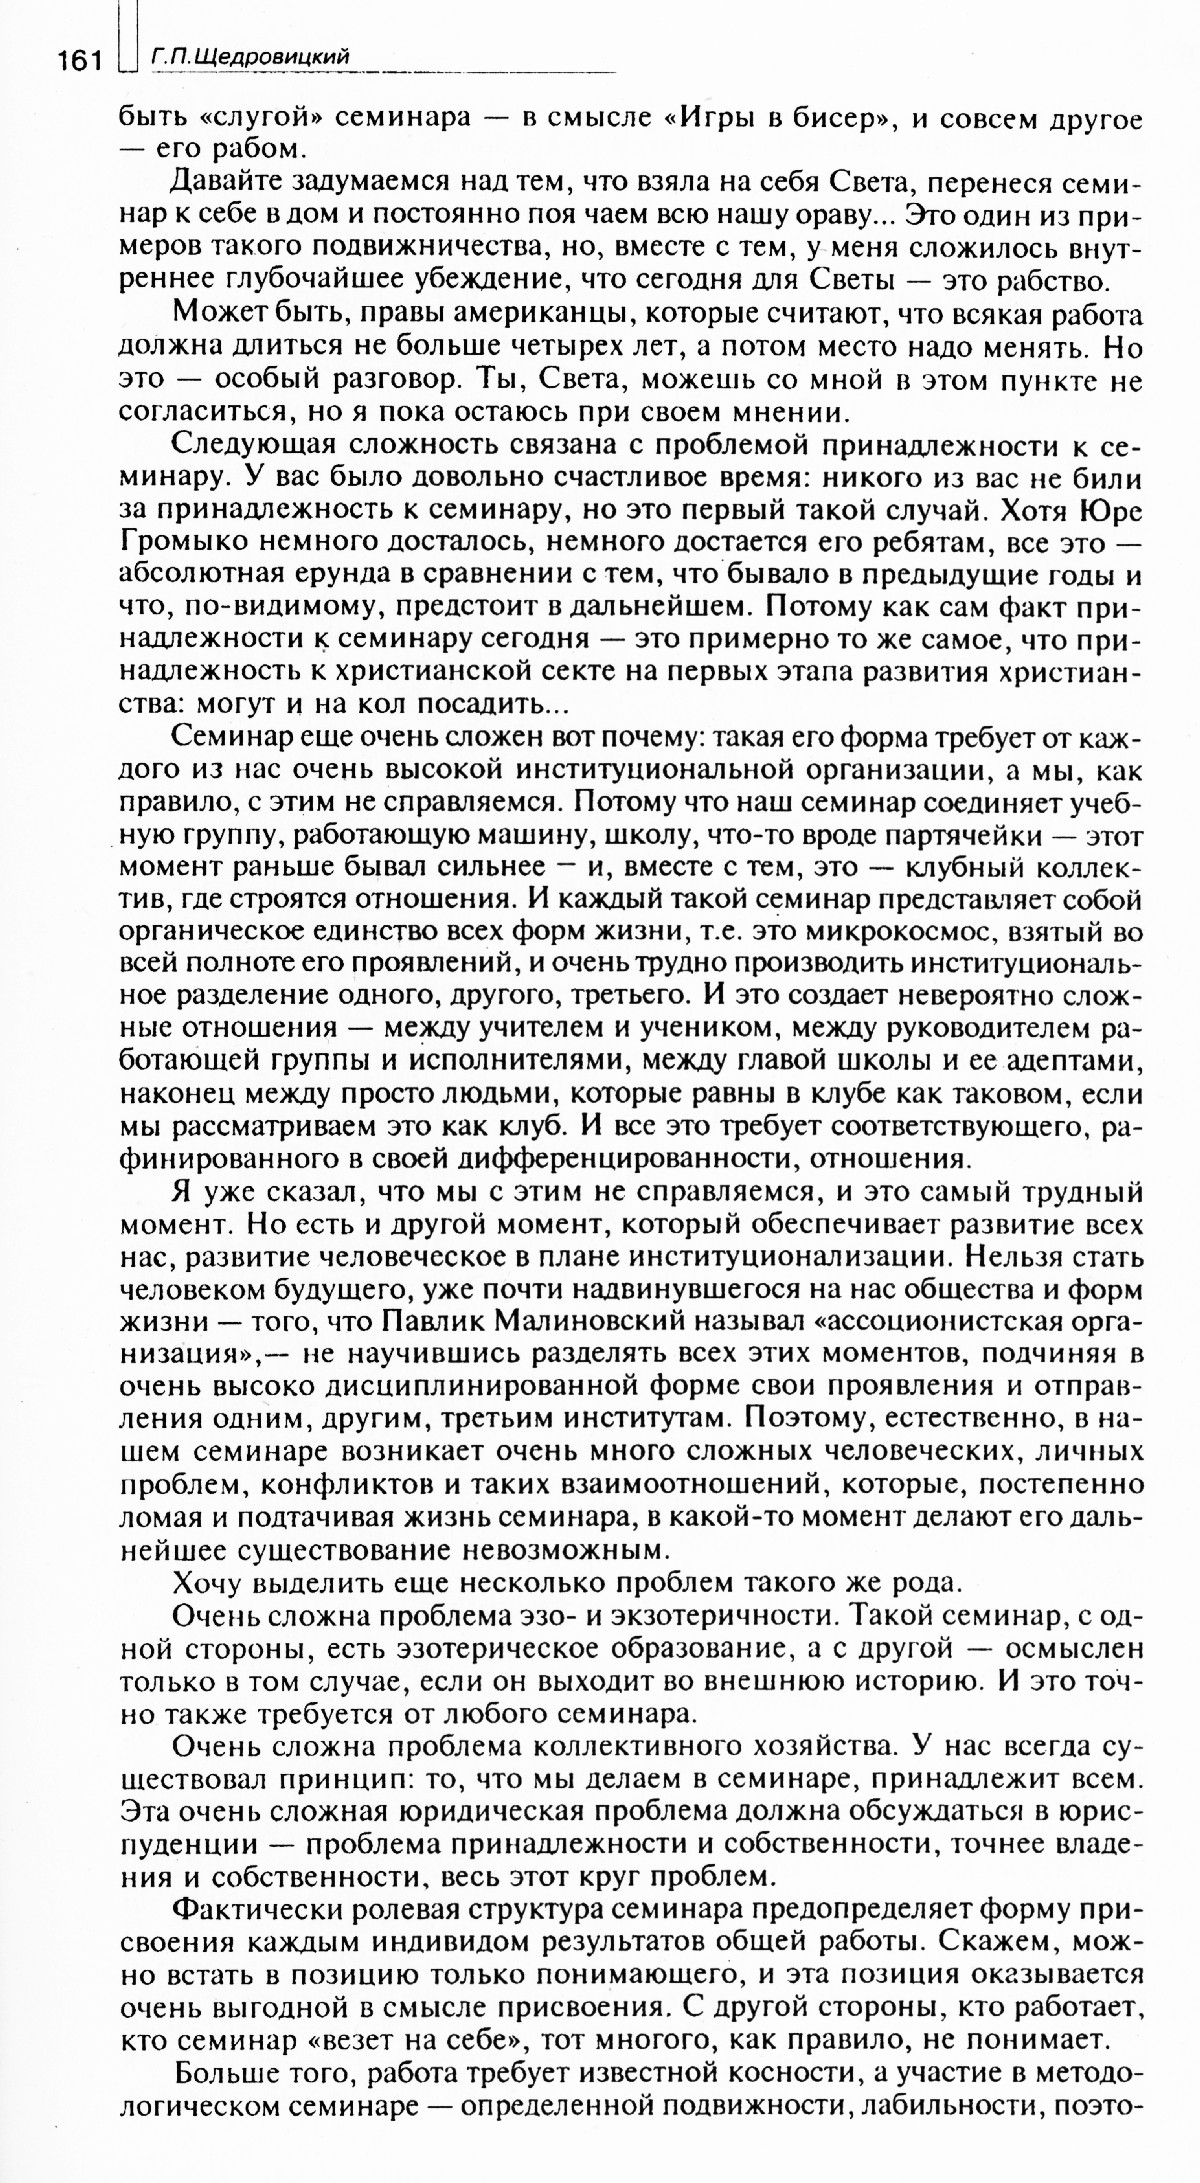 161 Г.П.Щедровицкий
быть «слугой» семинара — в смысле «Игры в бисер», и совсем другое
— его рабом.
Давайте задумаемся над тем, что взяла на себя Света, перенеся семи-
нар к себе в дом и постоянно поя чаем всю нашу ораву... Это один из при-
меров такого подвижничества, но, вместе с тем, у меня сложилось внут-
реннее глубочайшее убеждение, что сегодня для Светы — это рабство.
Может быть, правы американцы, которые считают, что всякая работа
должна длиться не больше четырех лет, а потом место надо менять. Но
это — особый разговор. Ты, Света, можешь со мной в этом пункте не
согласиться, но я пока остаюсь при своем мнении.
Следующая сложность связана с проблемой принадлежности к се-
минару. У вас было довольно счастливое время: никого из вас не били
за принадлежность к семинару, но это первый такой случай. Хотя Юре
Громыко немного досталось, немного достается его ребятам, все это —
абсолютная ерунда в сравнении с тем, что бывало в предыдущие годы и
что, по-видимому, предстоит в дальнейшем. Потому как сам факт при-
надлежности к семинару сегодня — это примерно то же самое, что при-
надлежность к христианской секте на первых этапа развития христиан-
ства: могут и на кол посадить...
Семинар еще очень сложен вот почему: такая его форма требует от каж-
дого из нас очень высокой институциональной организации, а мы, как
правило, с этим не справляемся. Потому что наш семинар соединяет учеб-
ную группу, работающую машину, школу, что-то вроде партячейки — этот
момент раньше бывал сильнее — и, вместе с тем, это — клубный коллек-
тив, где строятся отношения. И каждый такой семинар представляет собой
органическое единство всех форм жизни, т.е. это микрокосмос, взятый во
всей полноте его проявлений, и очень трудно производить институциональ-
ное разделение одного, другого, третьего. И это создает невероятно слож-
ные отношения — между учителем и учеником, между руководителем ра-
ботающей группы и исполнителями, между главой школы и ее адептами,
наконец между просто людьми, которые равны в клубе как таковом, если
мы рассматриваем это как клуб. И все это требует соответствующего, ра-
финированного в своей дифференцированности, отношения.
Я уже сказал, что мы с этим не справляемся, и это самый трудный
момент. Но есть и другой момент, который обеспечивает развитие всех
нас, развитие человеческое в плане институционализации. Нельзя стать
человеком будущего, уже почти надвинувшегося на нас общества и форм
жизни — того, что Павлик Малиновский называл «ассоционистская орга-
низация»,— не научившись разделять всех этих моментов, подчиняя в
очень высоко дисциплинированной форме свои проявления и отправ-
ления одним, другим, третьим институтам. Поэтому, естественно, в на-
шем семинаре возникает очень много сложных человеческих, личных
проблем, конфликтов и таких взаимоотношений, которые, постепенно
ломая и подтачивая жизнь семинара, в какой-то момент делают его даль-
нейшее существование невозможным.
Хочу выделить еще несколько проблем такого же рода.
Очень сложна проблема эзо- и экзотеричности. Такой семинар, с од-
ной стороны, есть эзотерическое образование, а с другой — осмыслен
только в том случае, если он выходит во внешнюю историю. И это точ-
но также требуется от любого семинара.
Очень сложна проблема коллективного хозяйства. У нас всегда су-
ществовал принцип: то, что мы делаем в семинаре, принадлежит всем.
Эта очень сложная юридическая проблема должна обсуждаться в юрис-
пуденции — проблема принадлежности и собственности, точнее владе-
ния и собственности, весь этот круг проблем.
Фактически ролевая структура семинара предопределяет форму при-
своения каждым индивидом результатов общей работы. Скажем, мож-
но встать в позицию только понимающего, и эта позиция оказывается
очень выгодной в смысле присвоения. С другой стороны, кто работает,
кто семинар «везет на себе», тот многого, как правило, не понимает.
Больше того, работа требует известной косности, а участие в методо-
логическом семинаре — определенной подвижности, лабильности, поэто-